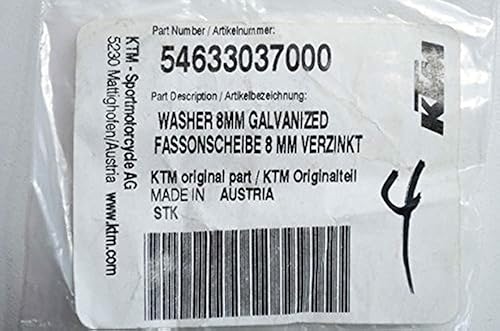 Part Number / Artikelnummer:
54633037000
Part Description / Artikelbezeichnung:
WASHER 8MM GALVANIZED
FASSONSCHEIBE 8 MM VERZINKT
KTM original part / KTM Originalteil
MADE IN AUSTRIA
STK
KTM - Sportmotorcycle AG
5230 Mattighofen/Austria
www.ktm.com
KTM
4